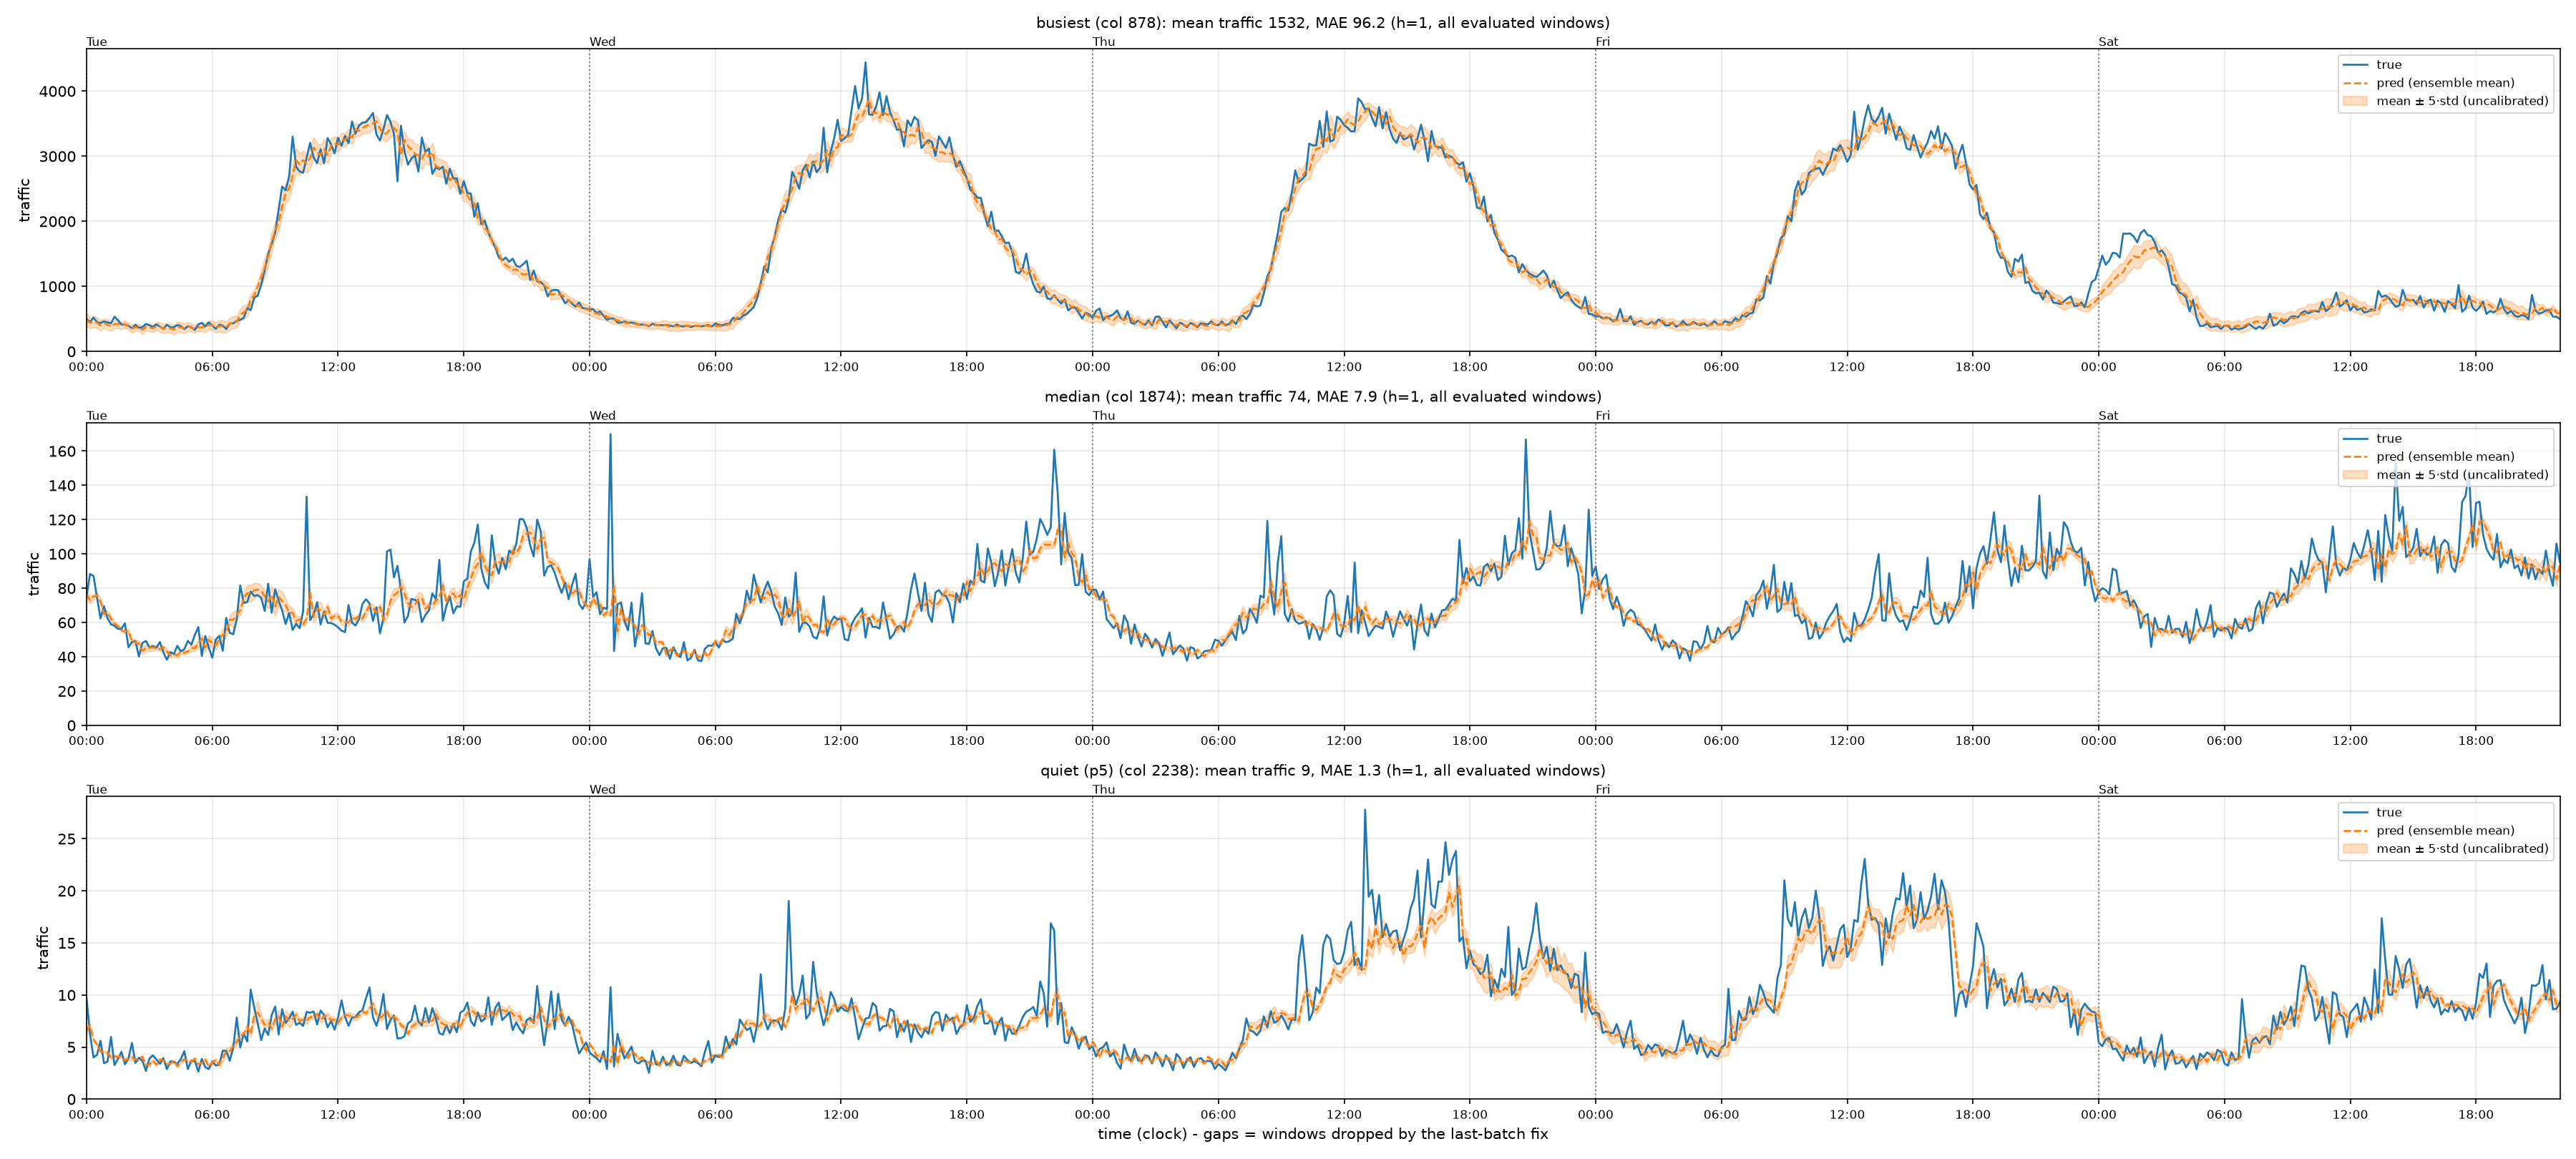 busiest (col 878): mean traffic 1532, MAE 96.2 (h=1, all evaluated windows)
Tue Wed Thu Fri Sat
true
pred (ensemble mean)
mean ± 5·std (uncalibrated)
traffic
4000
3000
2000
1000
0
00:00 06:00 12:00 18:00 00:00 06:00 12:00 18:00 00:00 06:00 12:00 18:00 00:00 06:00 12:00 18:00 00:00 06:00 12:00 18:00
median (col 1874): mean traffic 74, MAE 7.9 (h=1, all evaluated windows)
Tue Wed Thu Fri Sat
true
pred (ensemble mean)
mean ± 5·std (uncalibrated)
traffic
160
140
120
100
80
60
40
20
0
00:00 06:00 12:00 18:00 00:00 06:00 12:00 18:00 00:00 06:00 12:00 18:00 00:00 06:00 12:00 18:00 00:00 06:00 12:00 18:00
quiet (p5) (col 2238): mean traffic 9, MAE 1.3 (h=1, all evaluated windows)
Tue Wed Thu Fri Sat
true
pred (ensemble mean)
mean ± 5·std (uncalibrated)
traffic
25
20
15
10
5
0
00:00 06:00 12:00 18:00 00:00 06:00 12:00 18:00 00:00 06:00 12:00 18:00 00:00 06:00 12:00 18:00 00:00 06:00 12:00 18:00
time (clock) - gaps = windows dropped by the last-batch fix